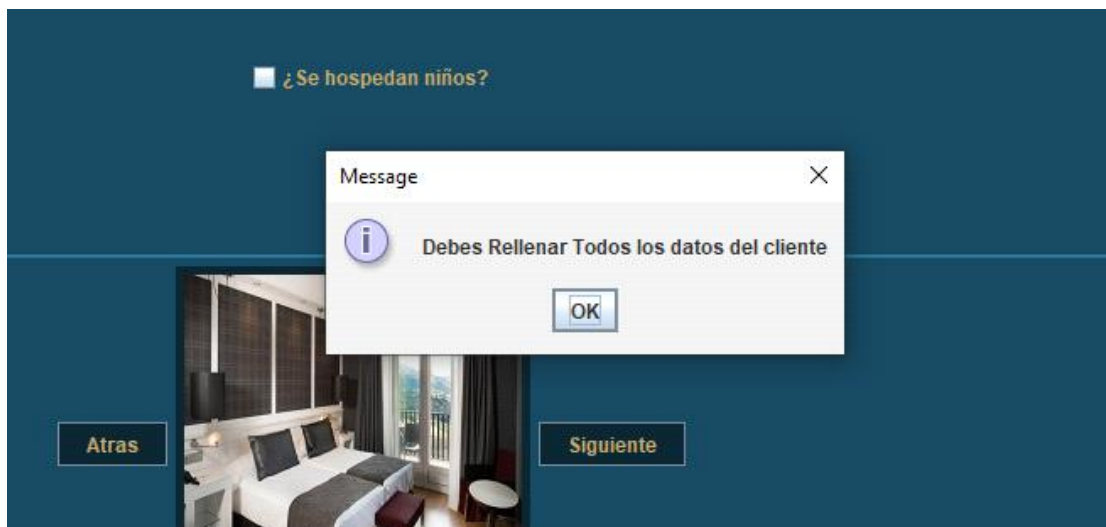 ¿Se hospedan niños?
Message
i
Debes Rellenar Todos los datos del cliente
OK
Atras
Siguiente